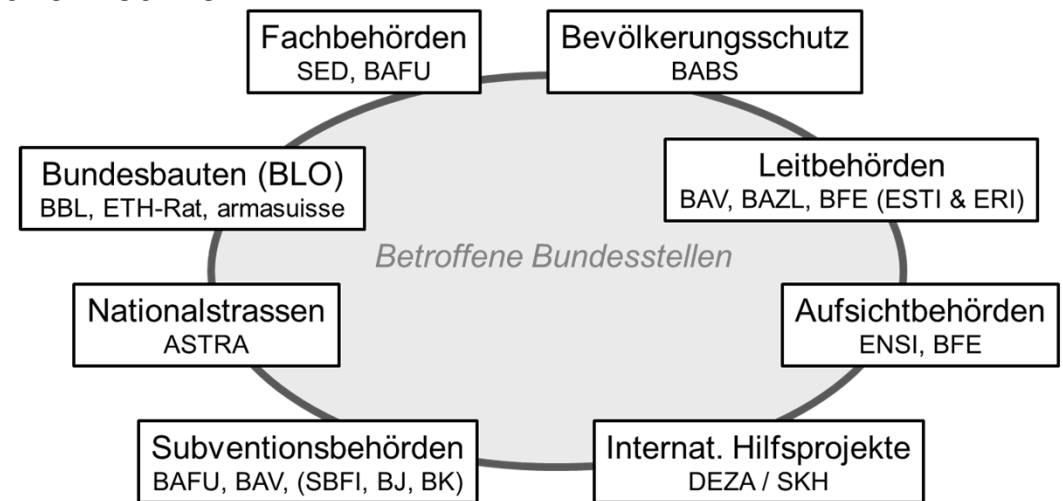 Fachbehörden
SED, BAFU
Bevölkerungsschutz
BABS
Bundesbauten (BLO)
BBL, ETH-Rat, armasuisse
Leitbehörden
BAV, BAZL, BFE (ESTI & ERI)
Betroffene Bundesstellen
Nationalstrassen
ASTRA
Aufsichtbehörden
ENSI, BFE
Subventionsbehörden
BAFU, BAV, (SBFI, BJ, BK)
Internat. Hilfsprojekte
DEZA / SKH